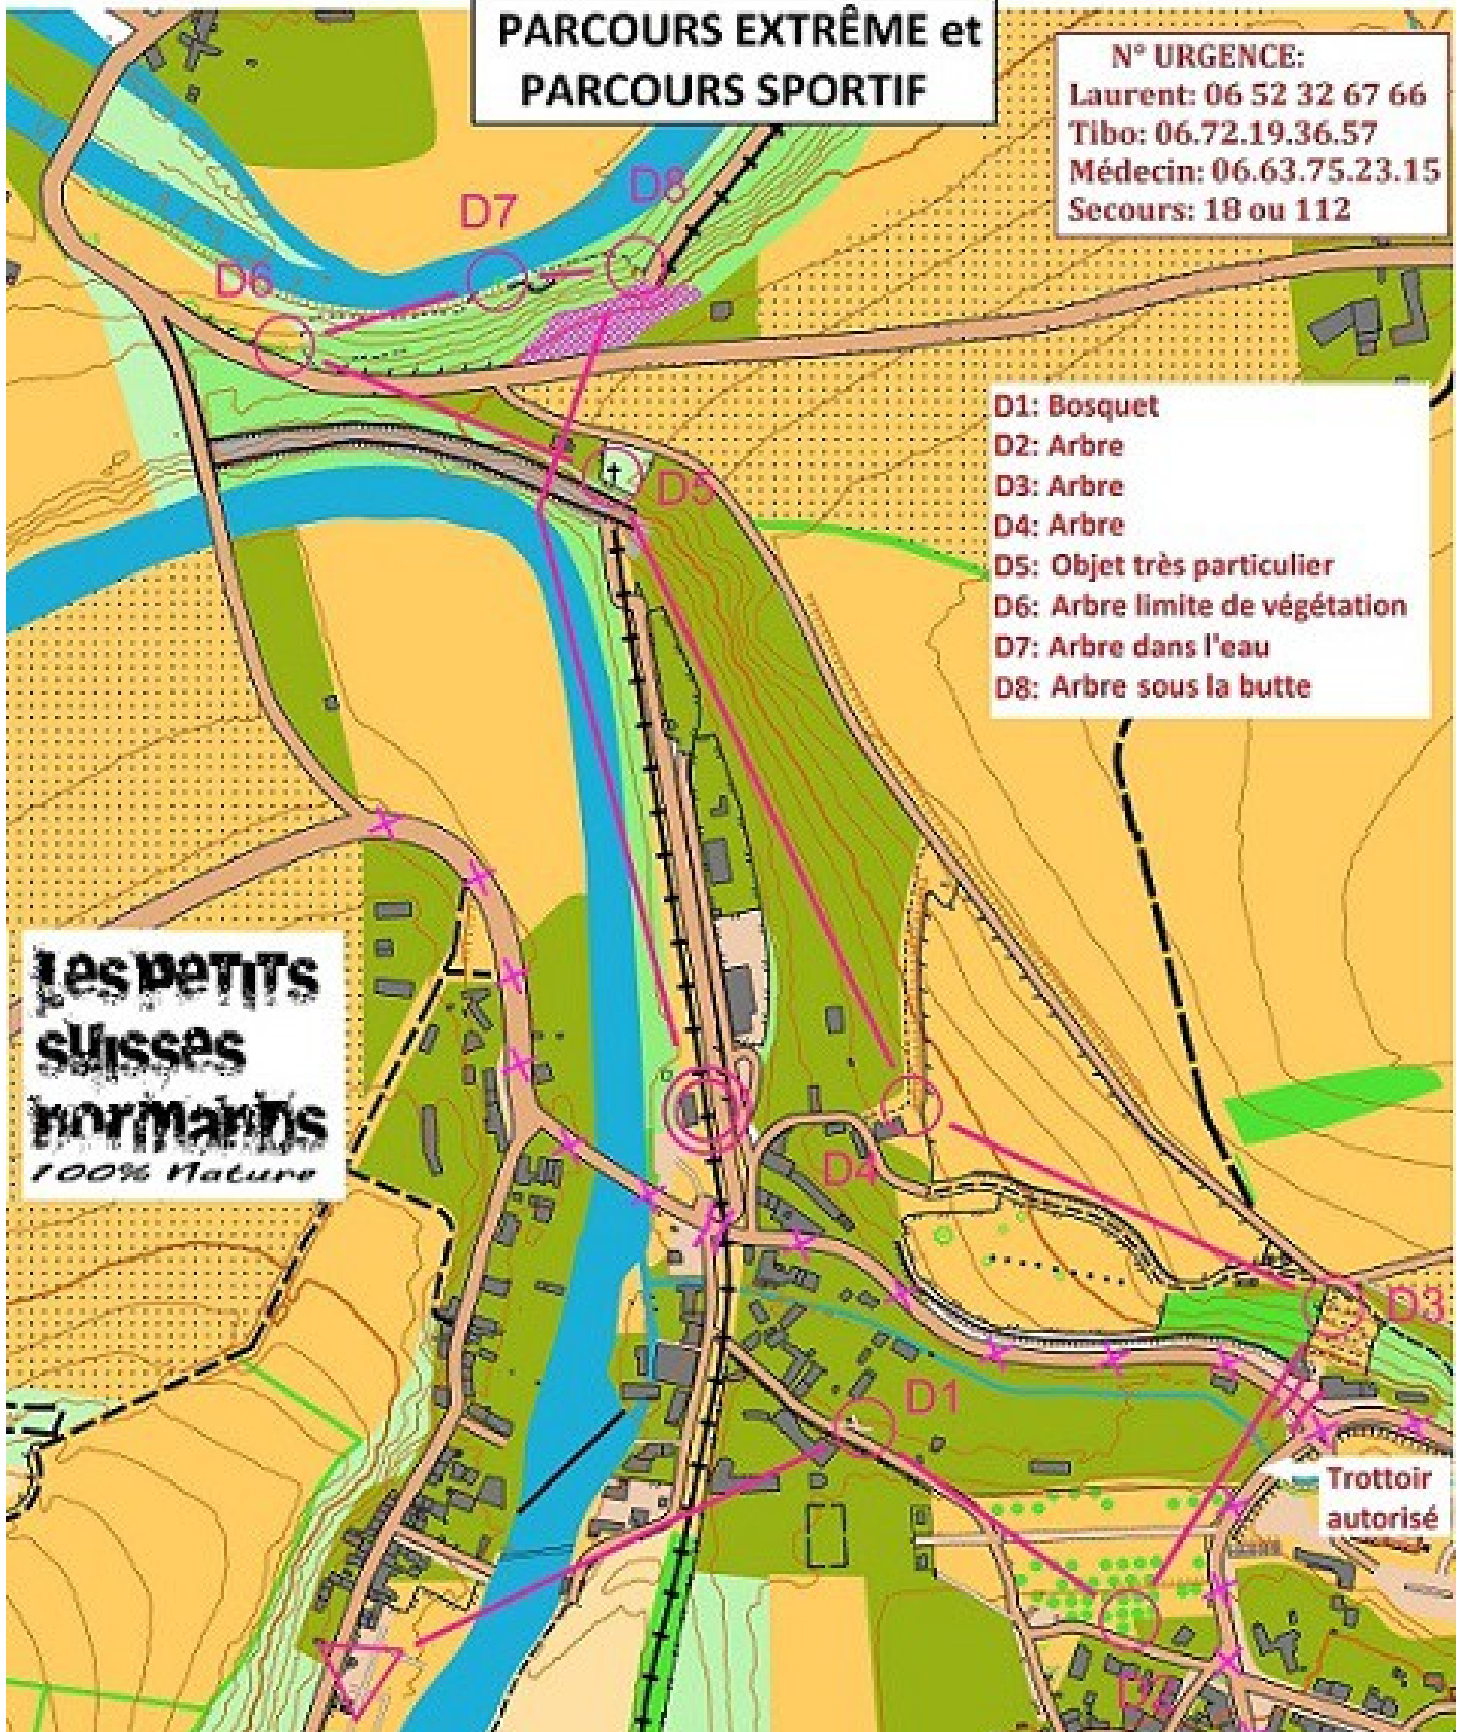 PARCOURS EXTRÊME et
PARCOURS SPORTIF
N° URGENCE:
Laurent: 06 52 32 67 66
Tibo: 06.72.19.36.57
Médecin: 06.63.75.23.15
Secours: 18 ou 112
D8
D7
D6
D1: Bosquet
D2: Arbre
D3: Arbre
D4: Arbre
D5: Objet très particulier
D6: Arbre limite de végétation
D7: Arbre dans l'eau
D8: Arbre sous la butte
D5
Les Petits
suisses
normands
100% Nature
D4
D3
D1
Trottoir
autorisé
D2